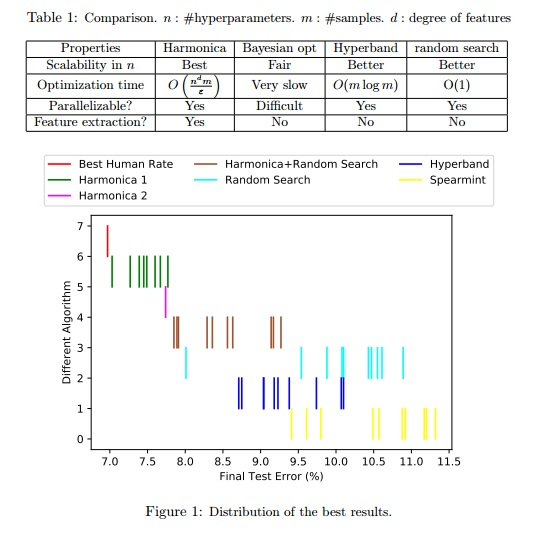 Table 1: Comparison. n : #hyperparameters. m : #samples. d : degree of features
Properties Harmonica Bayesian opt Hyperband random search
Scalability in n Best Fair Better Better
Optimization time O(n^d m / ε) Very slow O(m log m) O(1)
Parallelizable? Yes Difficult Yes Yes
Feature extraction? Yes No No No
Best Human Rate Harmonica+Random Search Hyperband
Harmonica 1 Random Search Spearmint
Harmonica 2
7
6
5
4
3
2
1
0
Different Algorithm
7.0 7.5 8.0 8.5 9.0 9.5 10.0 10.5 11.0 11.5
Final Test Error (%)
Figure 1: Distribution of the best results.